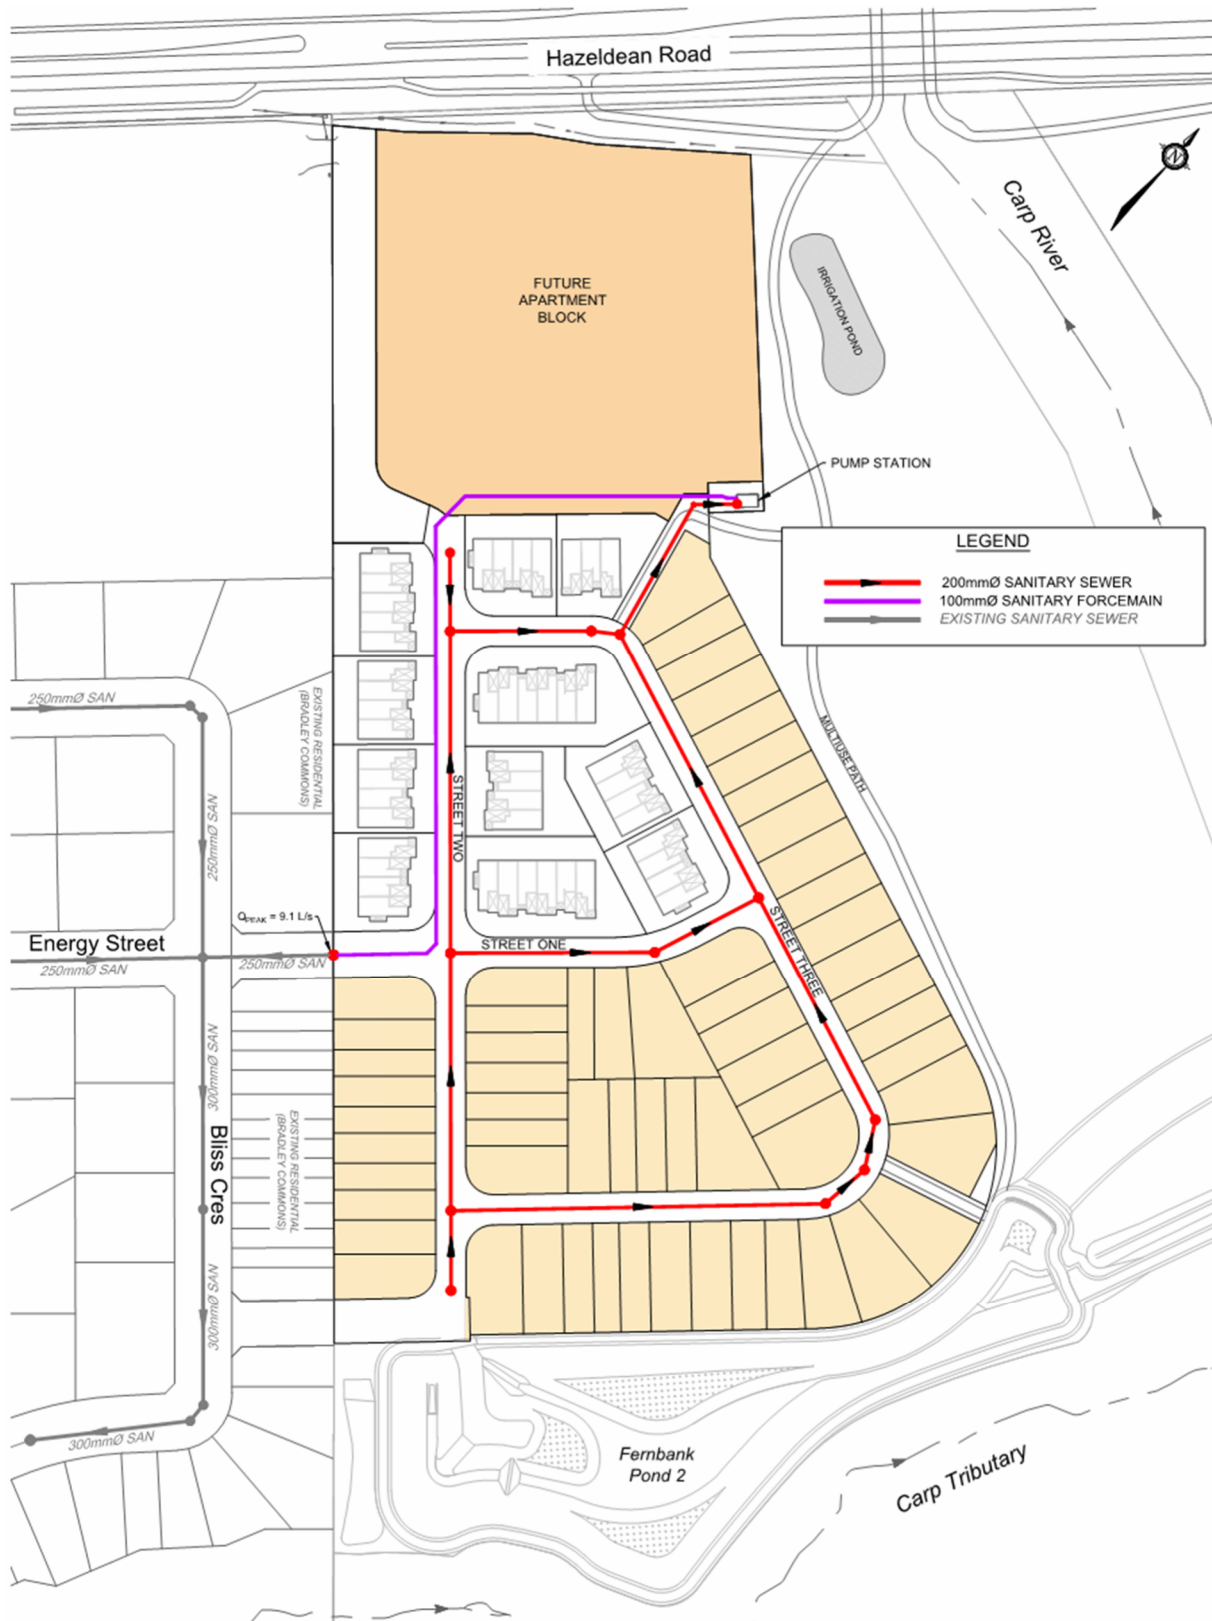 Hazeldean Road
N
Carp River
FUTURE
APARTMENT
BLOCK
IRRIGATION POND
PUMP STATION
LEGEND
200mmØ SANITARY SEWER
100mmØ SANITARY FORCEMAIN
EXISTING SANITARY SEWER
250mmØ SAN
EXISTING RESIDENTIAL
(BRADLEY COMMONS)
MULTIUSE PATH
250mmØ SAN
STREET TWO
QPEAK = 9.1 L/s
Energy Street
250mmØ SAN
250mmØ SAN
STREET ONE
STREET THREE
300mmØ SAN
Bliss Cres
EXISTING RESIDENTIAL
(BRADLEY COMMONS)
300mmØ SAN
300mmØ SAN
Fernbank
Pond 2
Carp Tributary